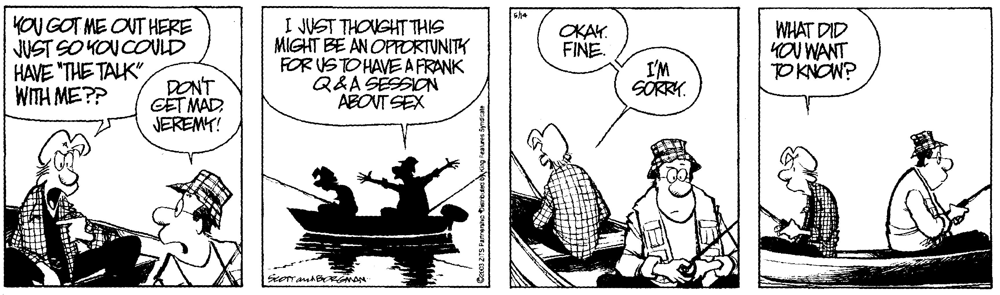 YOU GOT ME OUT HERE
JUST SO YOU COULD
HAVE "THE TALK"
WITH ME??
DON'T
GET MAD,
JEREMY!
I JUST THOUGHT THIS
MIGHT BE AN OPPORTUNITY
FOR US TO HAVE A FRANK
Q & A SESSION
ABOUT SEX
SCOTT and BORGMAN
©2003 ZITS Partnership Distributed by King Features Syndicate
5/14
OKAY.
FINE.
I'M
SORRY.
WHAT DID
YOU WANT
TO KNOW?